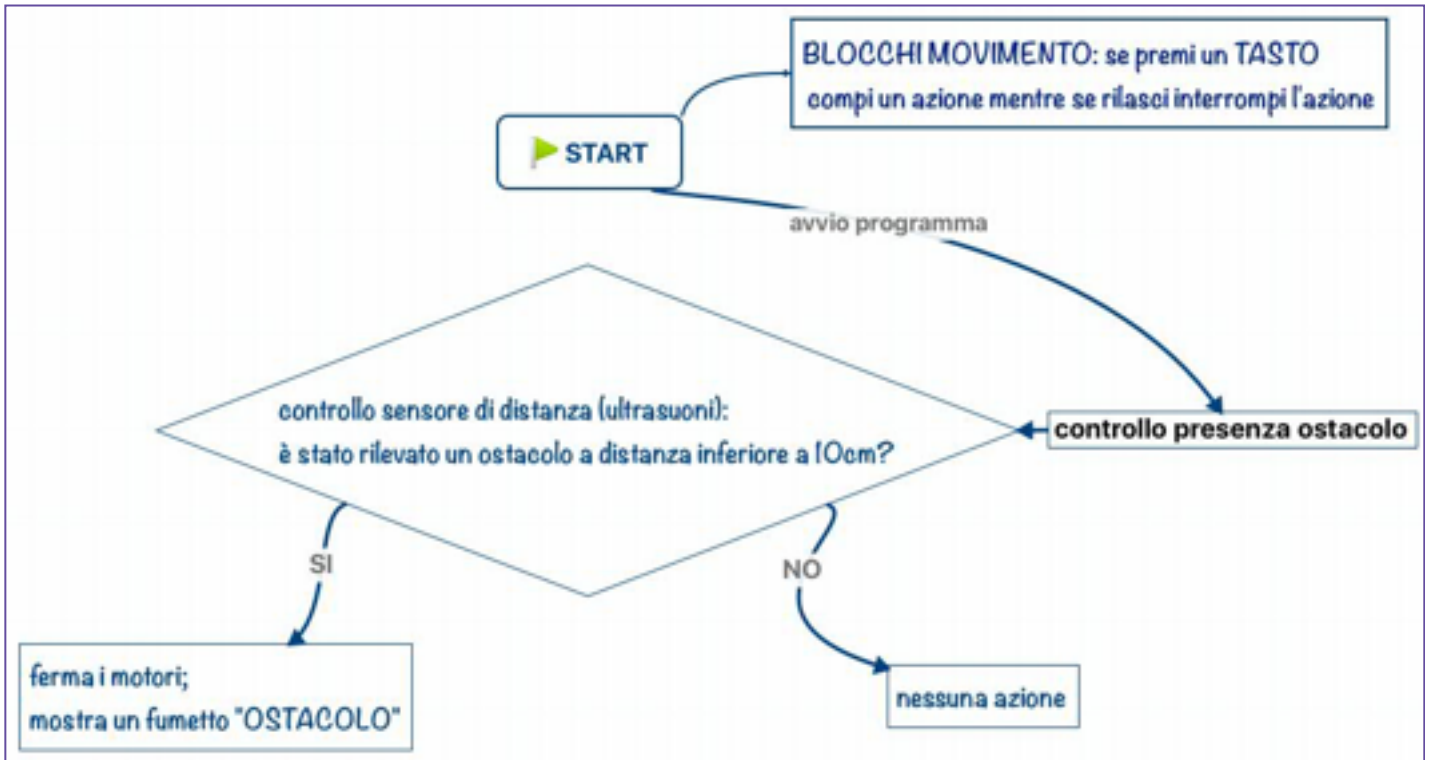 BLOCCHI MOVIMENTO: se premi un TASTO
compi un azione mentre se rilasci interrompi l'azione
START
avvio programma
controllo sensore di distanza (ultrasuoni):
è stato rilevato un ostacolo a distanza inferiore a 10cm?
controllo presenza ostacolo
SI
NO
ferma i motori;
mostra un fumetto "OSTACOLO"
nessuna azione